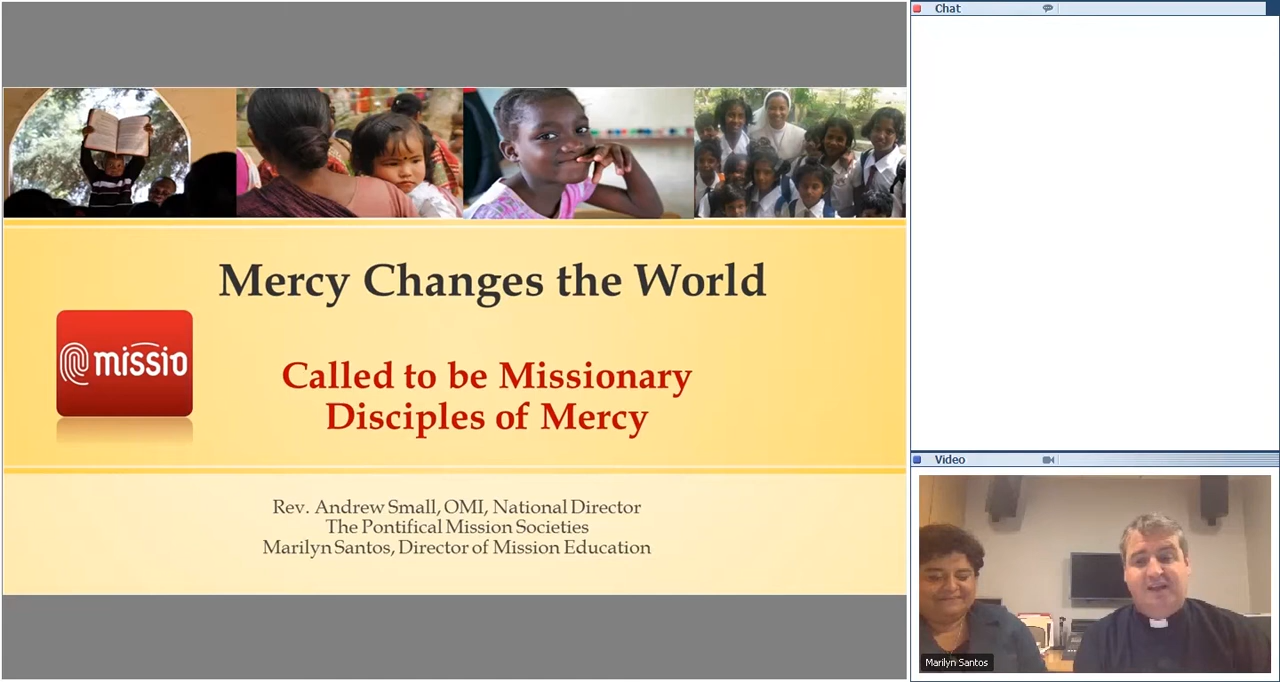 Chat
missio
Mercy Changes the World
Called to be Missionary
Disciples of Mercy
Rev. Andrew Small, OMI, National Director
The Pontifical Mission Societies
Marilyn Santos, Director of Mission Education
Video
Marilyn Santos